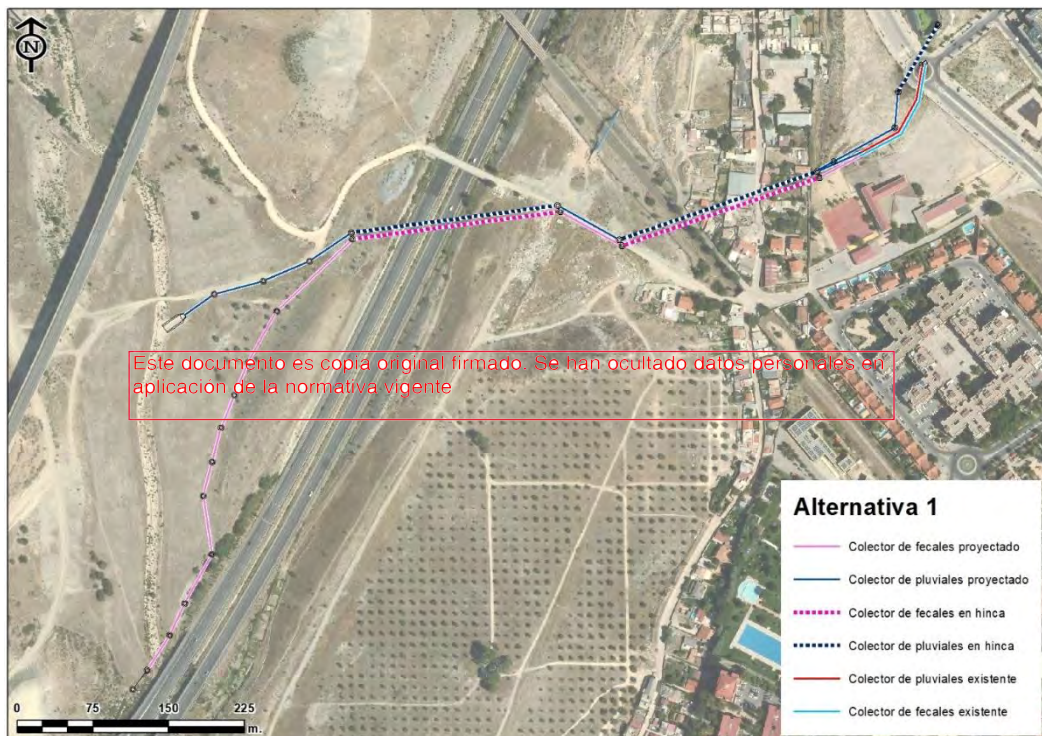 N
Este documento es copia original firmado. Se han ocultado datos personales en
aplicación de la normativa vigente
Alternativa 1
Colector de fecales proyectado
Colector de pluviales proyectado
Colector de fecales en hinca
Colector de pluviales en hinca
Colector de pluviales existente
Colector de fecales existente
0 75 150 225
m.